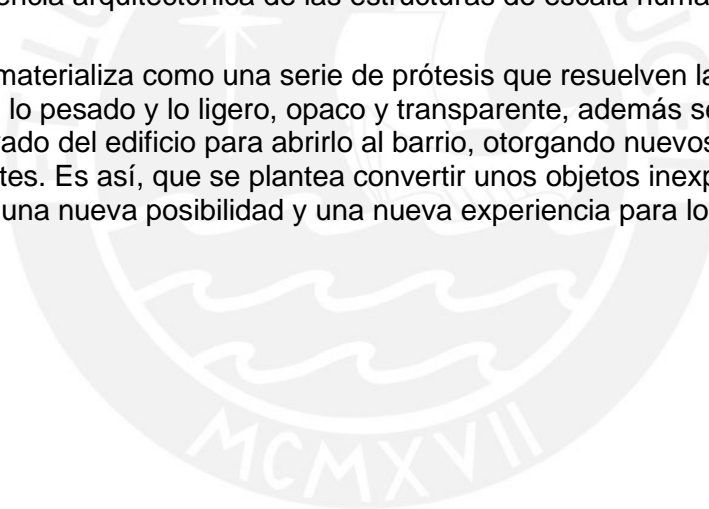 encia arquitectónica de las estructuras de escala huma
materializa como una serie de prótesis que resuelven la
lo pesado y lo ligero, opaco y transparente, además se
ado del edificio para abrirlo al barrio, otorgando nuevos
tes. Es así, que se plantea convertir unos objetos inexp
una nueva posibilidad y una nueva experiencia para lo
MCMXVII